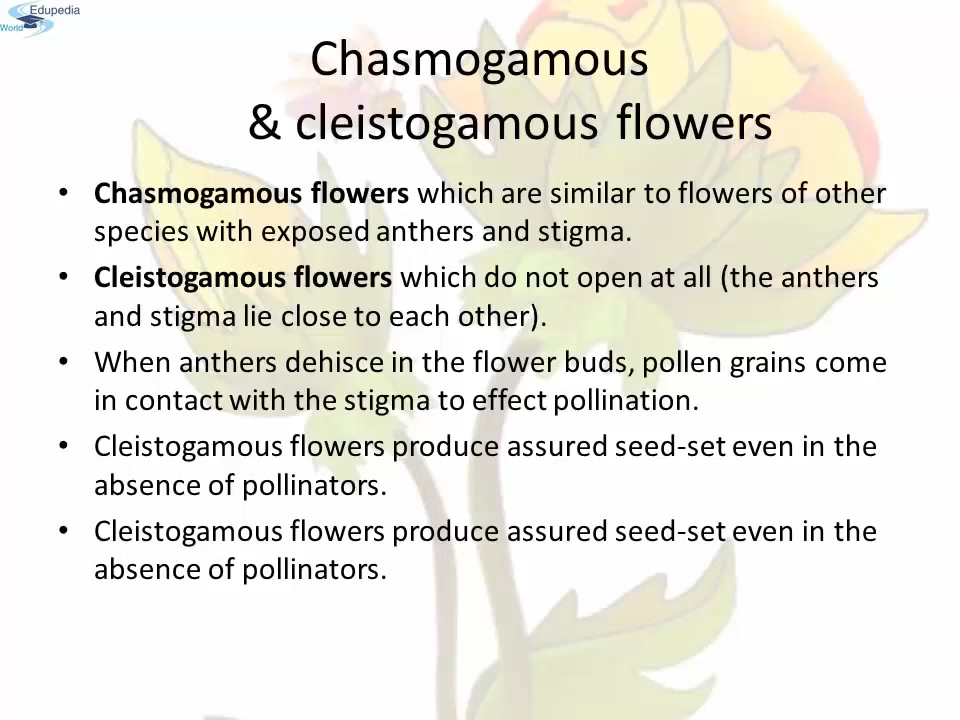 Edupedia
World
Chasmogamous
& cleistogamous flowers
• Chasmogamous flowers which are similar to flowers of other
species with exposed anthers and stigma.
• Cleistogamous flowers which do not open at all (the anthers
and stigma lie close to each other).
• When anthers dehisce in the flower buds, pollen grains come
in contact with the stigma to effect pollination.
• Cleistogamous flowers produce assured seed-set even in the
absence of pollinators.
• Cleistogamous flowers produce assured seed-set even in the
absence of pollinators.